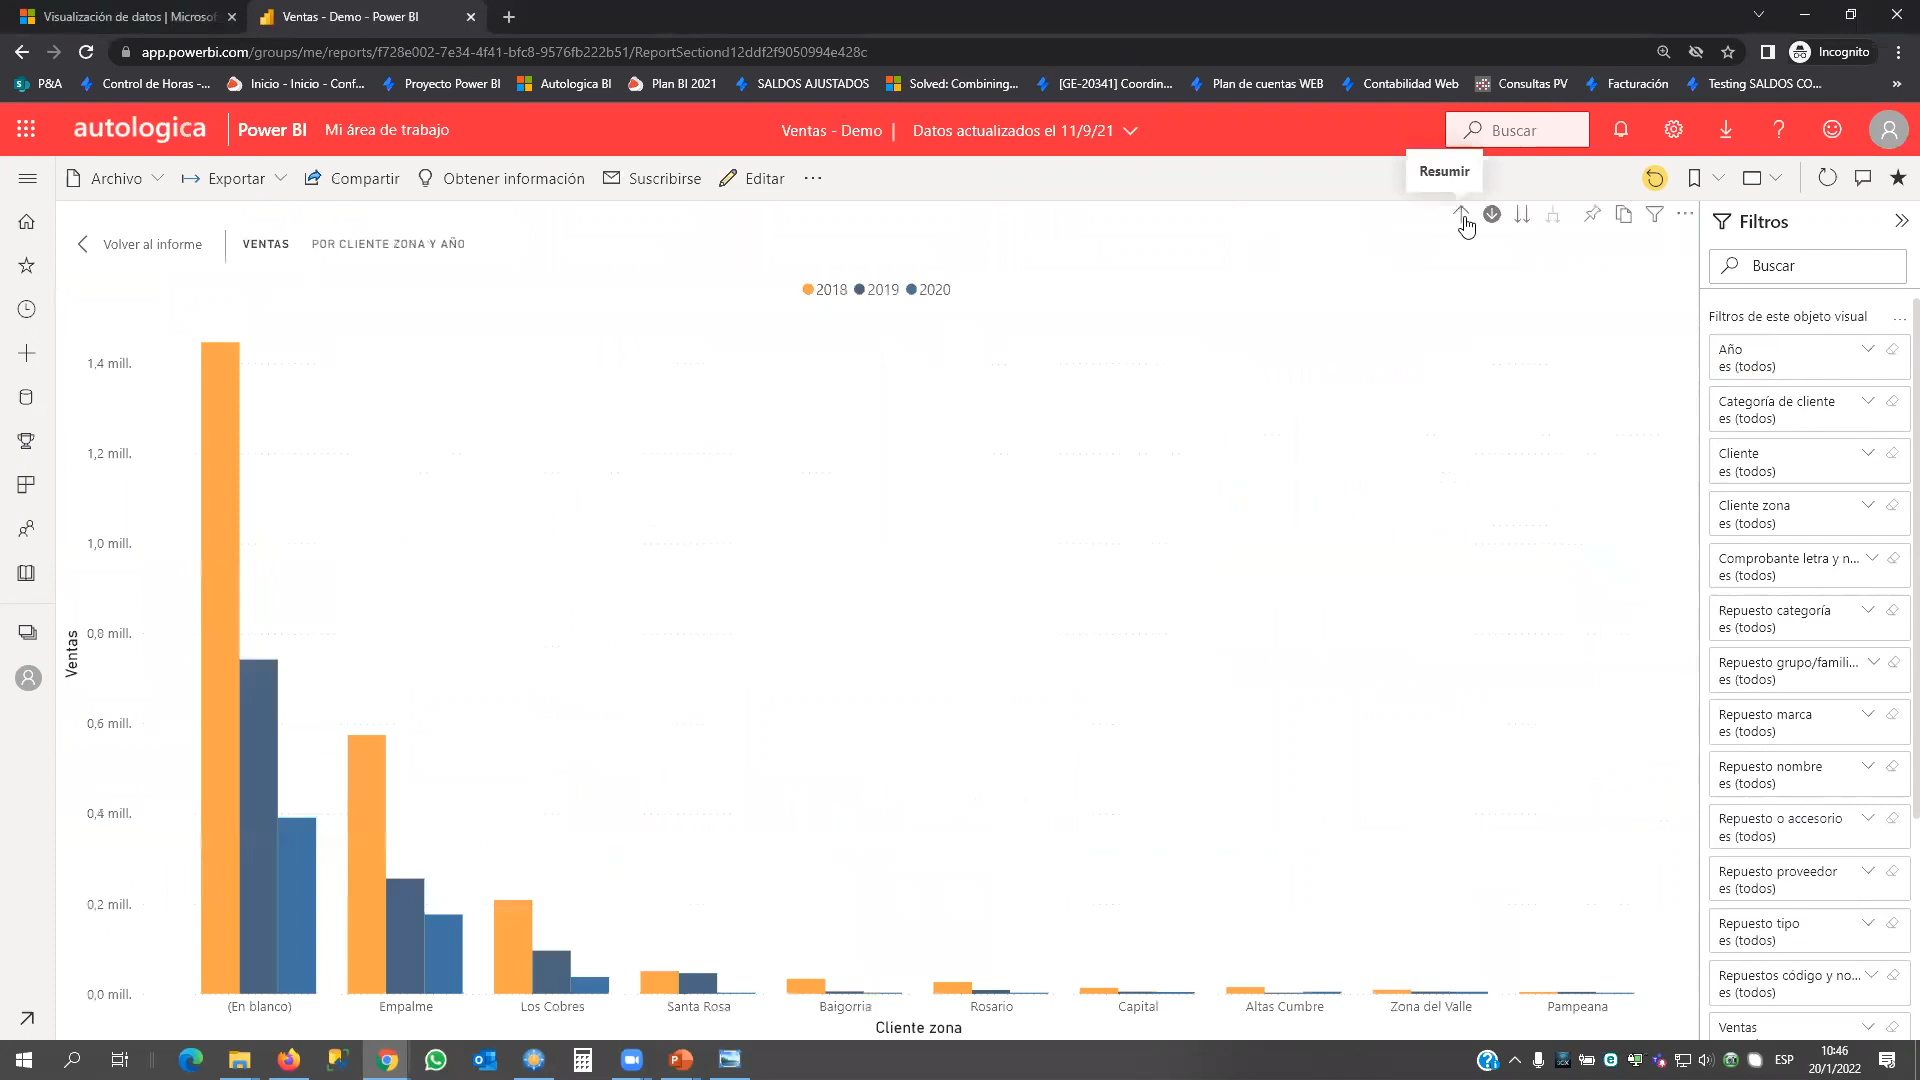 Visualización de datos | Microsof
Ventas - Demo - Power BI
app.powerbi.com/groups/me/reports/f728e002-7e34-4f41-bfc8-9576fb222b51/ReportSectiond12ddf2f9050994e428c
Incognito
P&A
Control de Horas -...
Inicio - Inicio - Conf...
Proyecto Power BI
Autologica BI
Plan BI 2021
SALDOS AJUSTADOS
Solved: Combining...
[GE-20341] Coordin...
Plan de cuentas WEB
Contabilidad Web
Consultas PV
Facturación
Testing SALDOS CO...
autologica
Power BI
Mi área de trabajo
Ventas - Demo |
Datos actualizados el 11/9/21
Buscar
Archivo
Exportar
Compartir
Obtener información
Suscribirse
Editar
Resumir
Volver al informe
VENTAS
POR CLIENTE ZONA Y AÑO
2018 2019 2020
1,4 mill.
1,2 mill.
1,0 mill.
0,8 mill.
0,6 mill.
0,4 mill.
0,2 mill.
0,0 mill.
Ventas
(En blanco)
Empalme
Los Cobres
Santa Rosa
Baigorria
Rosario
Capital
Altas Cumbre
Zona del Valle
Pampeana
Cliente zona
Filtros
Buscar
Filtros de este objeto visual
Año
es (todos)
Categoría de cliente
es (todos)
Cliente
es (todos)
Cliente zona
es (todos)
Comprobante letra y n...
es (todos)
Repuesto categoría
es (todos)
Repuesto grupo/famili...
es (todos)
Repuesto marca
es (todos)
Repuesto nombre
es (todos)
Repuesto o accesorio
es (todos)
Repuesto proveedor
es (todos)
Repuesto tipo
es (todos)
Repuestos código y no...
es (todos)
Ventas
ESP
10:46
20/1/2022